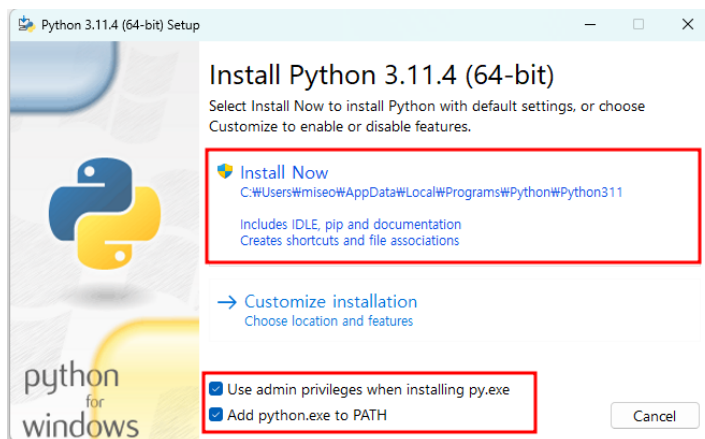 Python 3.11.4 (64-bit) Setup
Install Python 3.11.4 (64-bit)
Select Install Now to install Python with default settings, or choose
Customize to enable or disable features.
Install Now
C:₩Users₩miseo₩AppData₩Local₩Programs₩Python₩Python311
Includes IDLE, pip and documentation
Creates shortcuts and file associations
→ Customize installation
Choose location and features
python
for
windows
Use admin privileges when installing py.exe
Add python.exe to PATH
Cancel